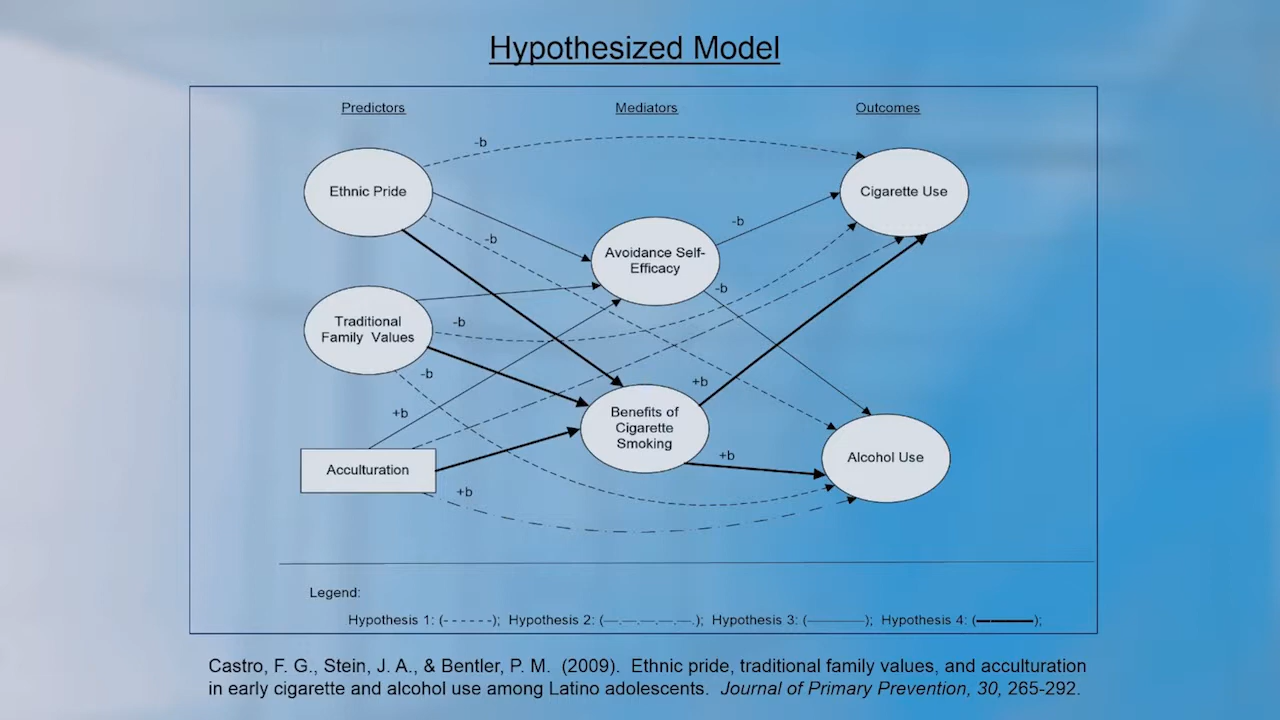 Hypothesized Model
Predictors
Mediators
Outcomes
-b
Ethnic Pride
Cigarette Use
-b
-b
Avoidance Self-
Efficacy
-b
Traditional
Family Values
-b
-b
+b
+b
Benefits of
Cigarette
Smoking
Acculturation
+b
Alcohol Use
+b
Legend:
Hypothesis 1: (- - - - - -); Hypothesis 2: (—.—.—.—.—.); Hypothesis 3: (————); Hypothesis 4: (━━━━);
Castro, F. G., Stein, J. A., & Bentler, P. M. (2009). Ethnic pride, traditional family values, and acculturation
in early cigarette and alcohol use among Latino adolescents. Journal of Primary Prevention, 30, 265-292.